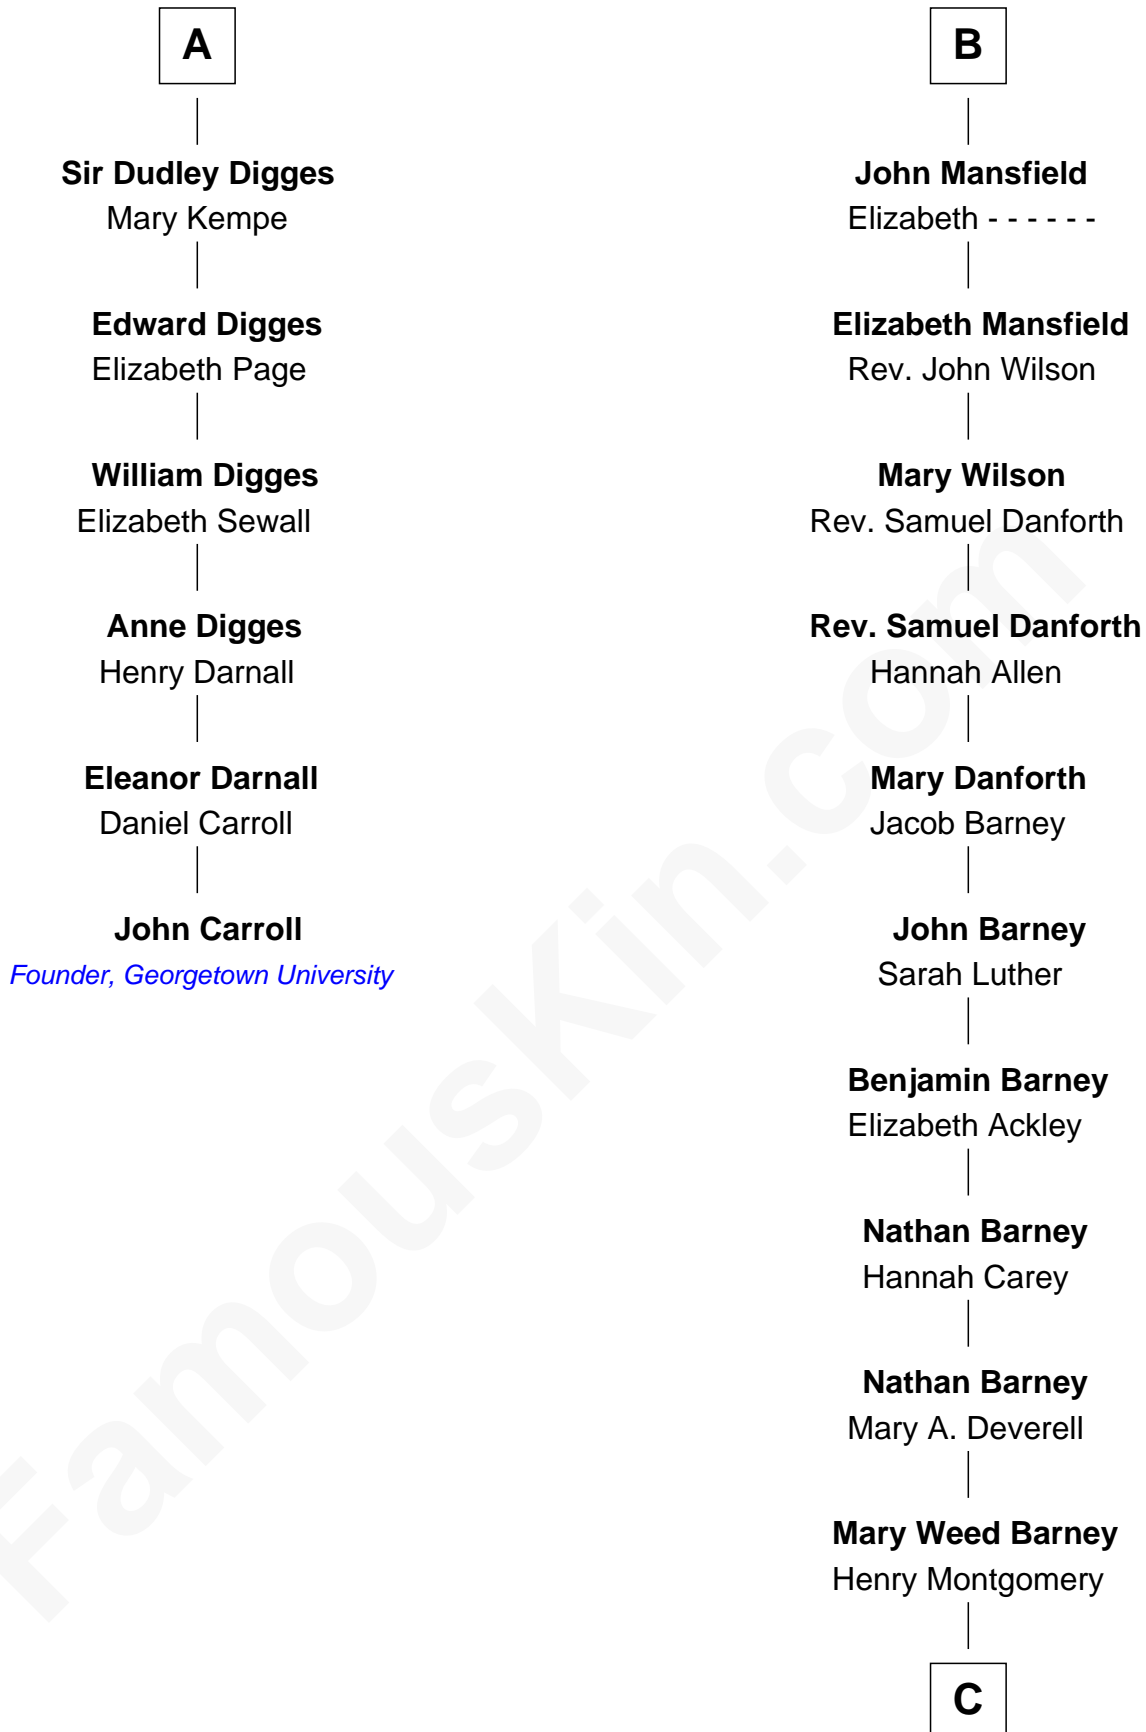 A
Sir Dudley Digges
Mary Kempe
Edward Digges
Elizabeth Page
William Digges
Elizabeth Sewall
Anne Digges
Henry Darnall
Eleanor Darnall
Daniel Carroll
John Carroll
Founder, Georgetown University
B
John Mansfield
Elizabeth - - - - - -
Elizabeth Mansfield
Rev. John Wilson
Mary Wilson
Rev. Samuel Danforth
Rev. Samuel Danforth
Hannah Allen
Mary Danforth
Jacob Barney
John Barney
Sarah Luther
Benjamin Barney
Elizabeth Ackley
Nathan Barney
Hannah Carey
Nathan Barney
Mary A. Deverell
Mary Weed Barney
Henry Montgomery
C
FamousKin.com